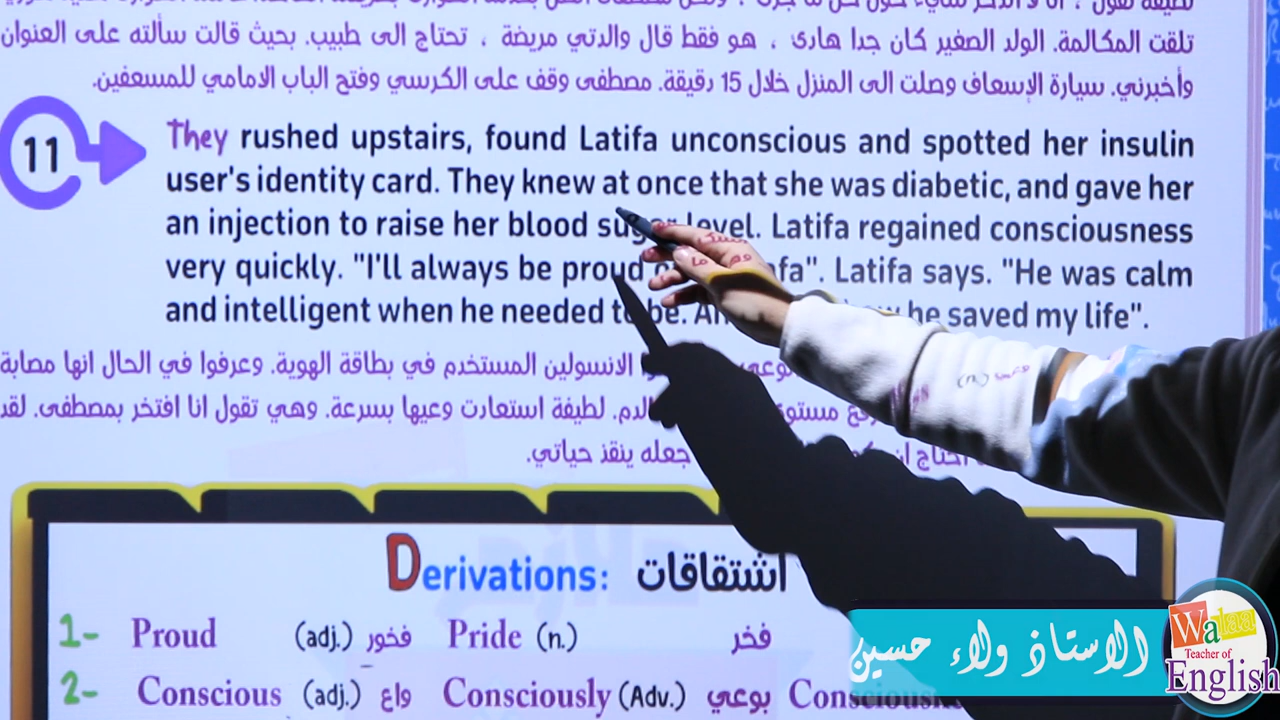 تلقت المكالمة. الولد الصغير كان جدا هادئ ، هو فقط قال والدتي مريضة ، تحتاج الى طبيب. بحيث قالت سألته على العنوان
وأخبرني. سيارة الإسعاف وصلت الى المنزل خلال 15 دقيقة. مصطفى وقف على الكرسي وفتح الباب الامامي للمسعفين.
11
They rushed upstairs, found Latifa unconscious and spotted her insulin
user's identity card. They knew at once that she was diabetic, and gave her
an injection to raise her blood sugar level. Latifa regained consciousness
very quickly. "I'll always be proud afa". Latifa says. "He was calm
and intelligent when he needed to be. he saved my life".
الانسولين المستخدم في بطاقة الهوية. وعرفوا في الحال انها مصابة
مستوى الدم. لطيفة استعادت وعيها بسرعة. وهي تقول انا افتخر بمصطفى. لقد
جعله ينقذ حياتي.
Derivations: اشتقاقات
1- Proud (adj.) فخور Pride (n.) فخر
2- Conscious (adj.) واع Consciously (Adv.) بوعي
الاستاذ ولاء حسين
Walaa
Teacher of
English